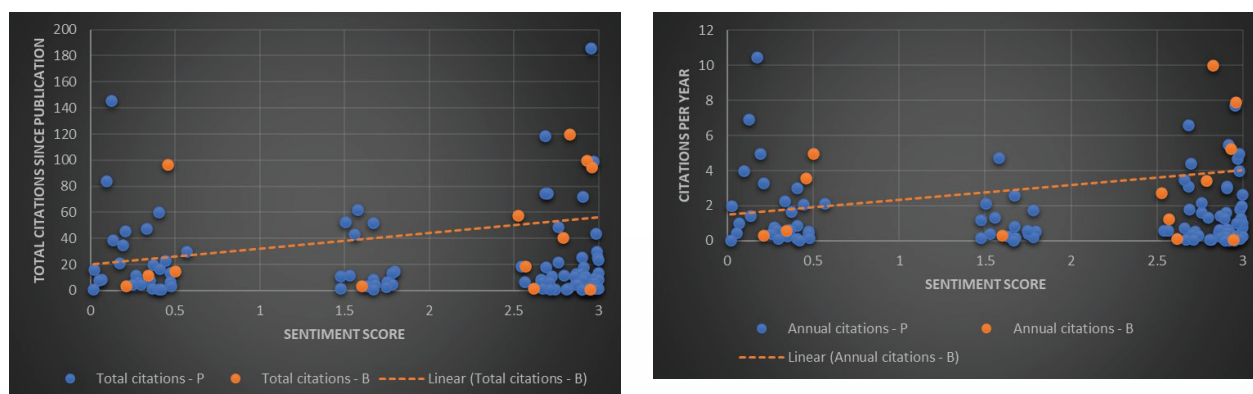 200
180
160
140
120
100
80
60
40
20
0
TOTAL CITATIONS SINCE PUBLICATION
0 0.5 1 1.5 2 2.5 3
SENTIMENT SCORE
Total citations - P Total citations - B Linear (Total citations - B)
12
10
8
6
4
2
0
CITATIONS PER YEAR
0 0.5 1 1.5 2 2.5 3
SENTIMENT SCORE
Annual citations - P Annual citations - B
Linear (Annual citations - B)